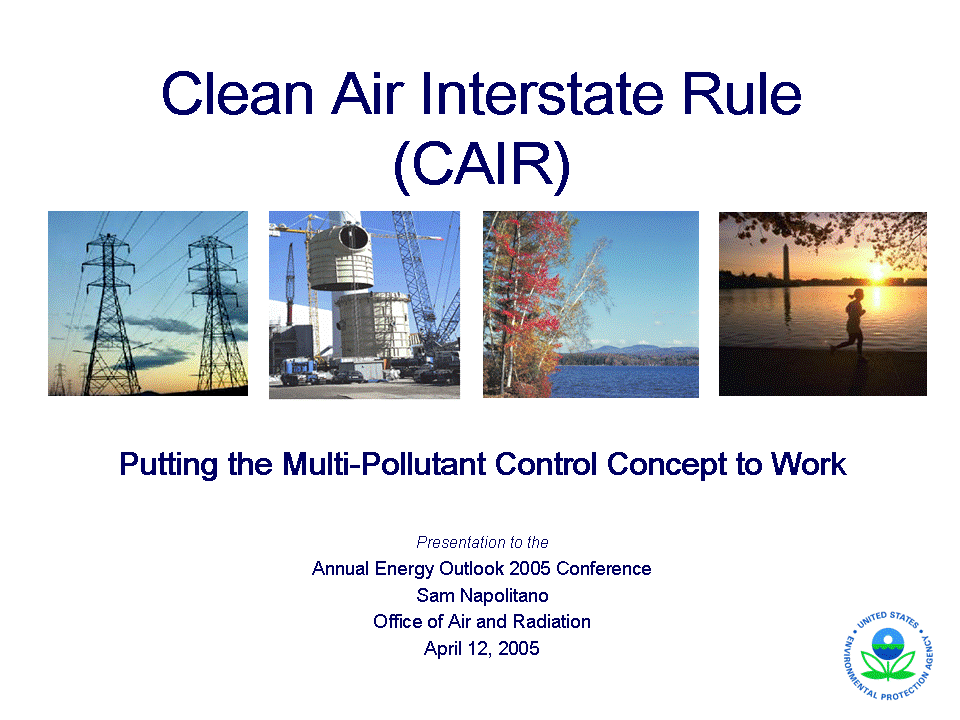 Clean Air Interstate Rule
(CAIR)
Putting the Multi-Pollutant Control Concept to Work
Presentation to the
Annual Energy Outlook 2005 Conference
Sam Napolitano
Office of Air and Radiation
April 12, 2005
UNITED STATES
ENVIRONMENTAL PROTECTION AGENCY